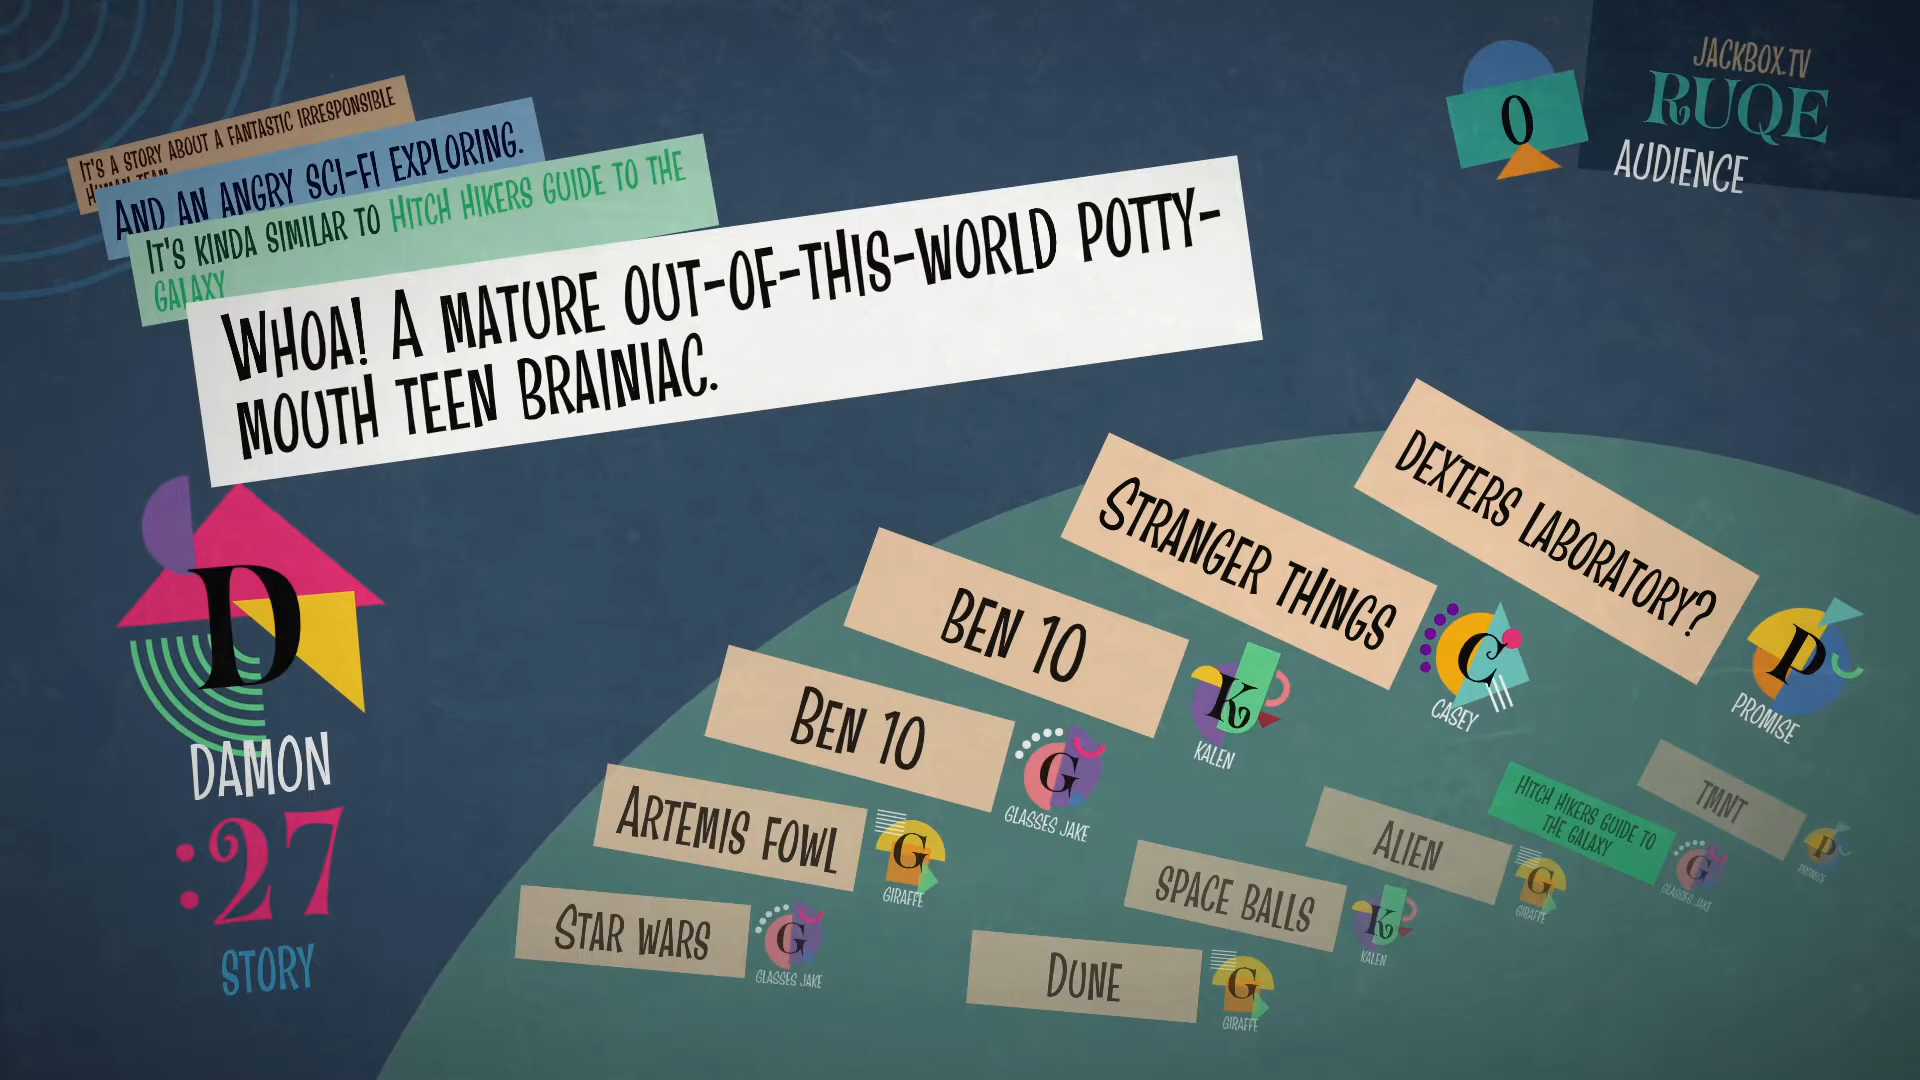 IT'S A STORY ABOUT A FANTASTIC IRRESPONSIBLE
HUMAN TEAM
AND AN ANGRY SCI-FI EXPLORING.
IT'S KINDA SIMILAR TO HITCH HIKERS GUIDE TO THE
GALAXY
WHOA! A MATURE OUT-OF-THIS-WORLD POTTY-
MOUTH TEEN BRAINIAC.
JACKBOX.TV
RUQE
0
AUDIENCE
D
DAMON
:27
STORY
DEXTERS LABORATORY?
P
PROMISE
STRANGER THINGS
C
CASEY
BEN 10
K
KALEN
BEN 10
G
GLASSES JAKE
ARTEMIS FOWL
G
GIRAFFE
STAR WARS
G
GLASSES JAKE
TMNT
P
PROMISE
HITCH HIKERS GUIDE TO
THE GALAXY
G
GLASSES JAKE
ALIEN
G
GIRAFFE
SPACE BALLS
K
KALEN
DUNE
G
GIRAFFE